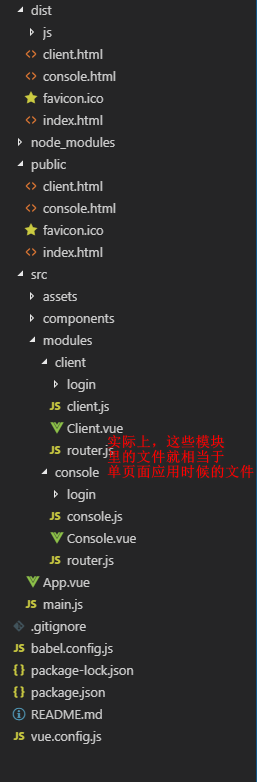 dist
js
client.html
console.html
favicon.ico
index.html
node_modules
public
client.html
console.html
favicon.ico
index.html
src
assets
components
modules
client
login
JS client.js
Client.vue
JS router.js
实际上，这些模块
里的文件就相当于
单页面应用时候的文件
console
login
JS console.js
Console.vue
JS router.js
App.vue
JS main.js
.gitignore
JS babel.config.js
{ } package-lock.json
{ } package.json
README.md
JS vue.config.js